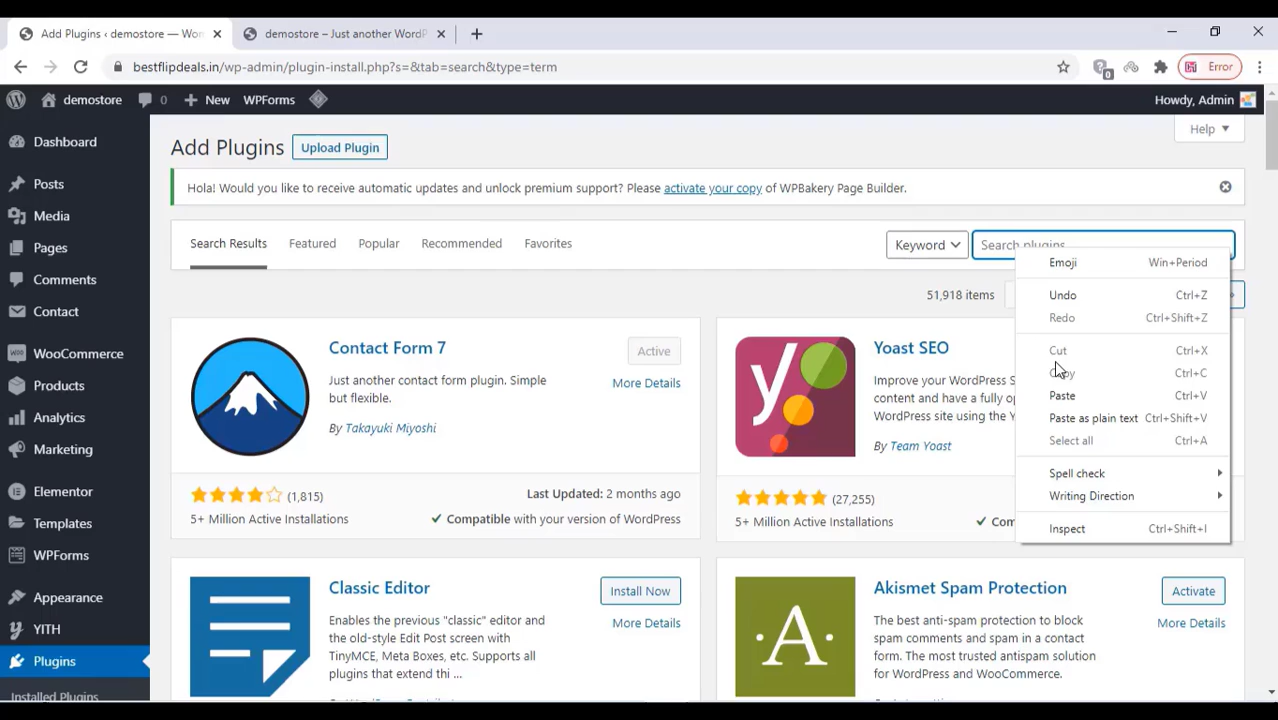 Add Plugins ‹ demostore — Wor
demostore – Just another WordP
bestflipdeals.in/wp-admin/plugin-install.php?s=&tab=search&type=term
0
Error
demostore
0
New
WPForms
Howdy, Admin
Dashboard
Posts
Media
Pages
Comments
Contact
WooCommerce
Products
Analytics
Marketing
Elementor
Templates
WPForms
Appearance
YITH
Plugins
Installed Plugins
Add Plugins
Upload Plugin
Help
Hola! Would you like to receive automatic updates and unlock premium support? Please activate your copy of WPBakery Page Builder.
Search Results
Featured
Popular
Recommended
Favorites
Keyword
Search plugins
51,918 items
Contact Form 7
Active
Just another contact form plugin. Simple
but flexible.
More Details
By Takayuki Miyoshi
(1,815)
5+ Million Active Installations
Last Updated: 2 months ago
Compatible with your version of WordPress
Yoast SEO
Improve your WordPress S
content and have a fully op
WordPress site using the Y
By Team Yoast
(27,255)
5+ Million Active Installations
Com
Emoji Win+Period
Undo Ctrl+Z
Redo Ctrl+Shift+Z
Cut Ctrl+X
Copy Ctrl+C
Paste Ctrl+V
Paste as plain text Ctrl+Shift+V
Select all Ctrl+A
Spell check
Writing Direction
Inspect Ctrl+Shift+I
Classic Editor
Install Now
Enables the previous "classic" editor and
the old-style Edit Post screen with
TinyMCE, Meta Boxes, etc. Supports all
plugins that extend thi ...
More Details
Akismet Spam Protection
Activate
The best anti-spam protection to block
spam comments and spam in a contact
form. The most trusted antispam solution
for WordPress and WooCommerce.
More Details